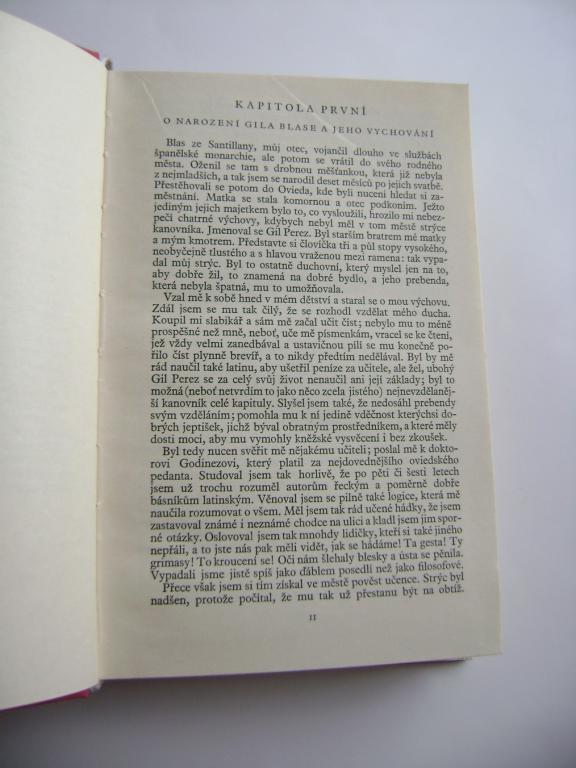 KAPITOLA PRVNÍ
O NAROZENÍ GILA BLASE A JEHO VYCHOVÁNÍ
Blas ze Santillany, můj otec, vojančil dlouho ve službách
španělské monarchie, ale potom se vrátil do svého rodného
města. Oženil se tam s drobnou měšťankou, která již nebyla
z nejmladších, a tak jsem se narodil deset měsíců po jejich svatbě.
Přestěhovali se potom do Ovieda, kde byli nuceni hledat si za-
městnání. Matka se stala komornou a otec podkoním. Ježto
jediným jejich majetkem bylo to, co vysloužili, hrozilo mi nebez-
pečí chatrné výchovy, kdybych nebyl měl v tom městě strýce
kanovníka. Jmenoval se Gil Perez. Byl starším bratrem mé matky
a mým kmotrem. Představte si človíčka tři a půl stopy vysokého,
neobyčejně tlustého a s hlavou vraženou mezi ramena: tak vypa-
dal můj strýc. Byl to ostatně duchovní, který myslel jen na to,
aby dobře žil, to znamená na dobré bydlo, a jeho prebenda,
která nebyla špatná, mu to umožňovala.
Vzal mě k sobě hned v mém dětství a staral se o mou výchovu.
Zdál jsem se mu tak čilý, že se rozhodl vzdělat mého ducha.
Koupil mi slabikář a sám mě začal učit číst; nebylo mu to méně
prospěšné než mně, neboť, uče mě písmenkám, vracel se ke čtení,
jež vždy velmi zanedbával a ustavičnou pílí se mu konečně po-
řilo číst plynně brevíř, a to nikdy předtím nedělával. Byl by mě
rád naučil také latinu, aby ušetřil peníze za učitele, ale žel, ubohý
Gil Perez se za celý svůj život nenaučil ani její základy; byl to
možná (neboť netvrdím to jako něco zcela jistého) nejnevzdělaněj-
ší kanovník celé kapituly. Slyšel jsem také, že nedosáhl prebendy
svým vzděláním; pomohla mu k ní jedině vděčnost kterýchsi do-
brých jeptišek, jichž býval obratným prostředníkem, a které měly
dosti moci, aby mu vymohly kněžské vysvěcení i bez zkoušek.
Byl tedy nucen svěřit mě nějakému učiteli; poslal mě k dokto-
rovi Godinezovi, který platil za nejdovednějšího oviedského
pedanta. Studoval jsem tak horlivě, že po pěti či šesti letech
jsem už trochu rozuměl autorům řeckým a poměrně dobře
básníkům latinským. Věnoval jsem se pilně také logice, která mě
naučila rozumovat o všem. Měl jsem tak rád učené hádky, že jsem
zastavoval známé i neznámé chodce na ulici a kladl jsem jim spor-
né otázky. Oslovoval jsem tak mnohdy lidičky, kteří si také jiného
nepřáli, a to jste nás pak měli vidět, jak se hádáme! Ta gesta! Ty
grimasy! To kroucení se! Oči nám šlehaly blesky a ústa se pěnila.
Vypadali jsme jistě spíš jako ďáblem posedlí než jako filosofové.
Přece však jsem si tím získal ve městě pověst učence. Strýc byl
nadšen, protože počítal, že mu tak už přestanu být na obtíž.
11